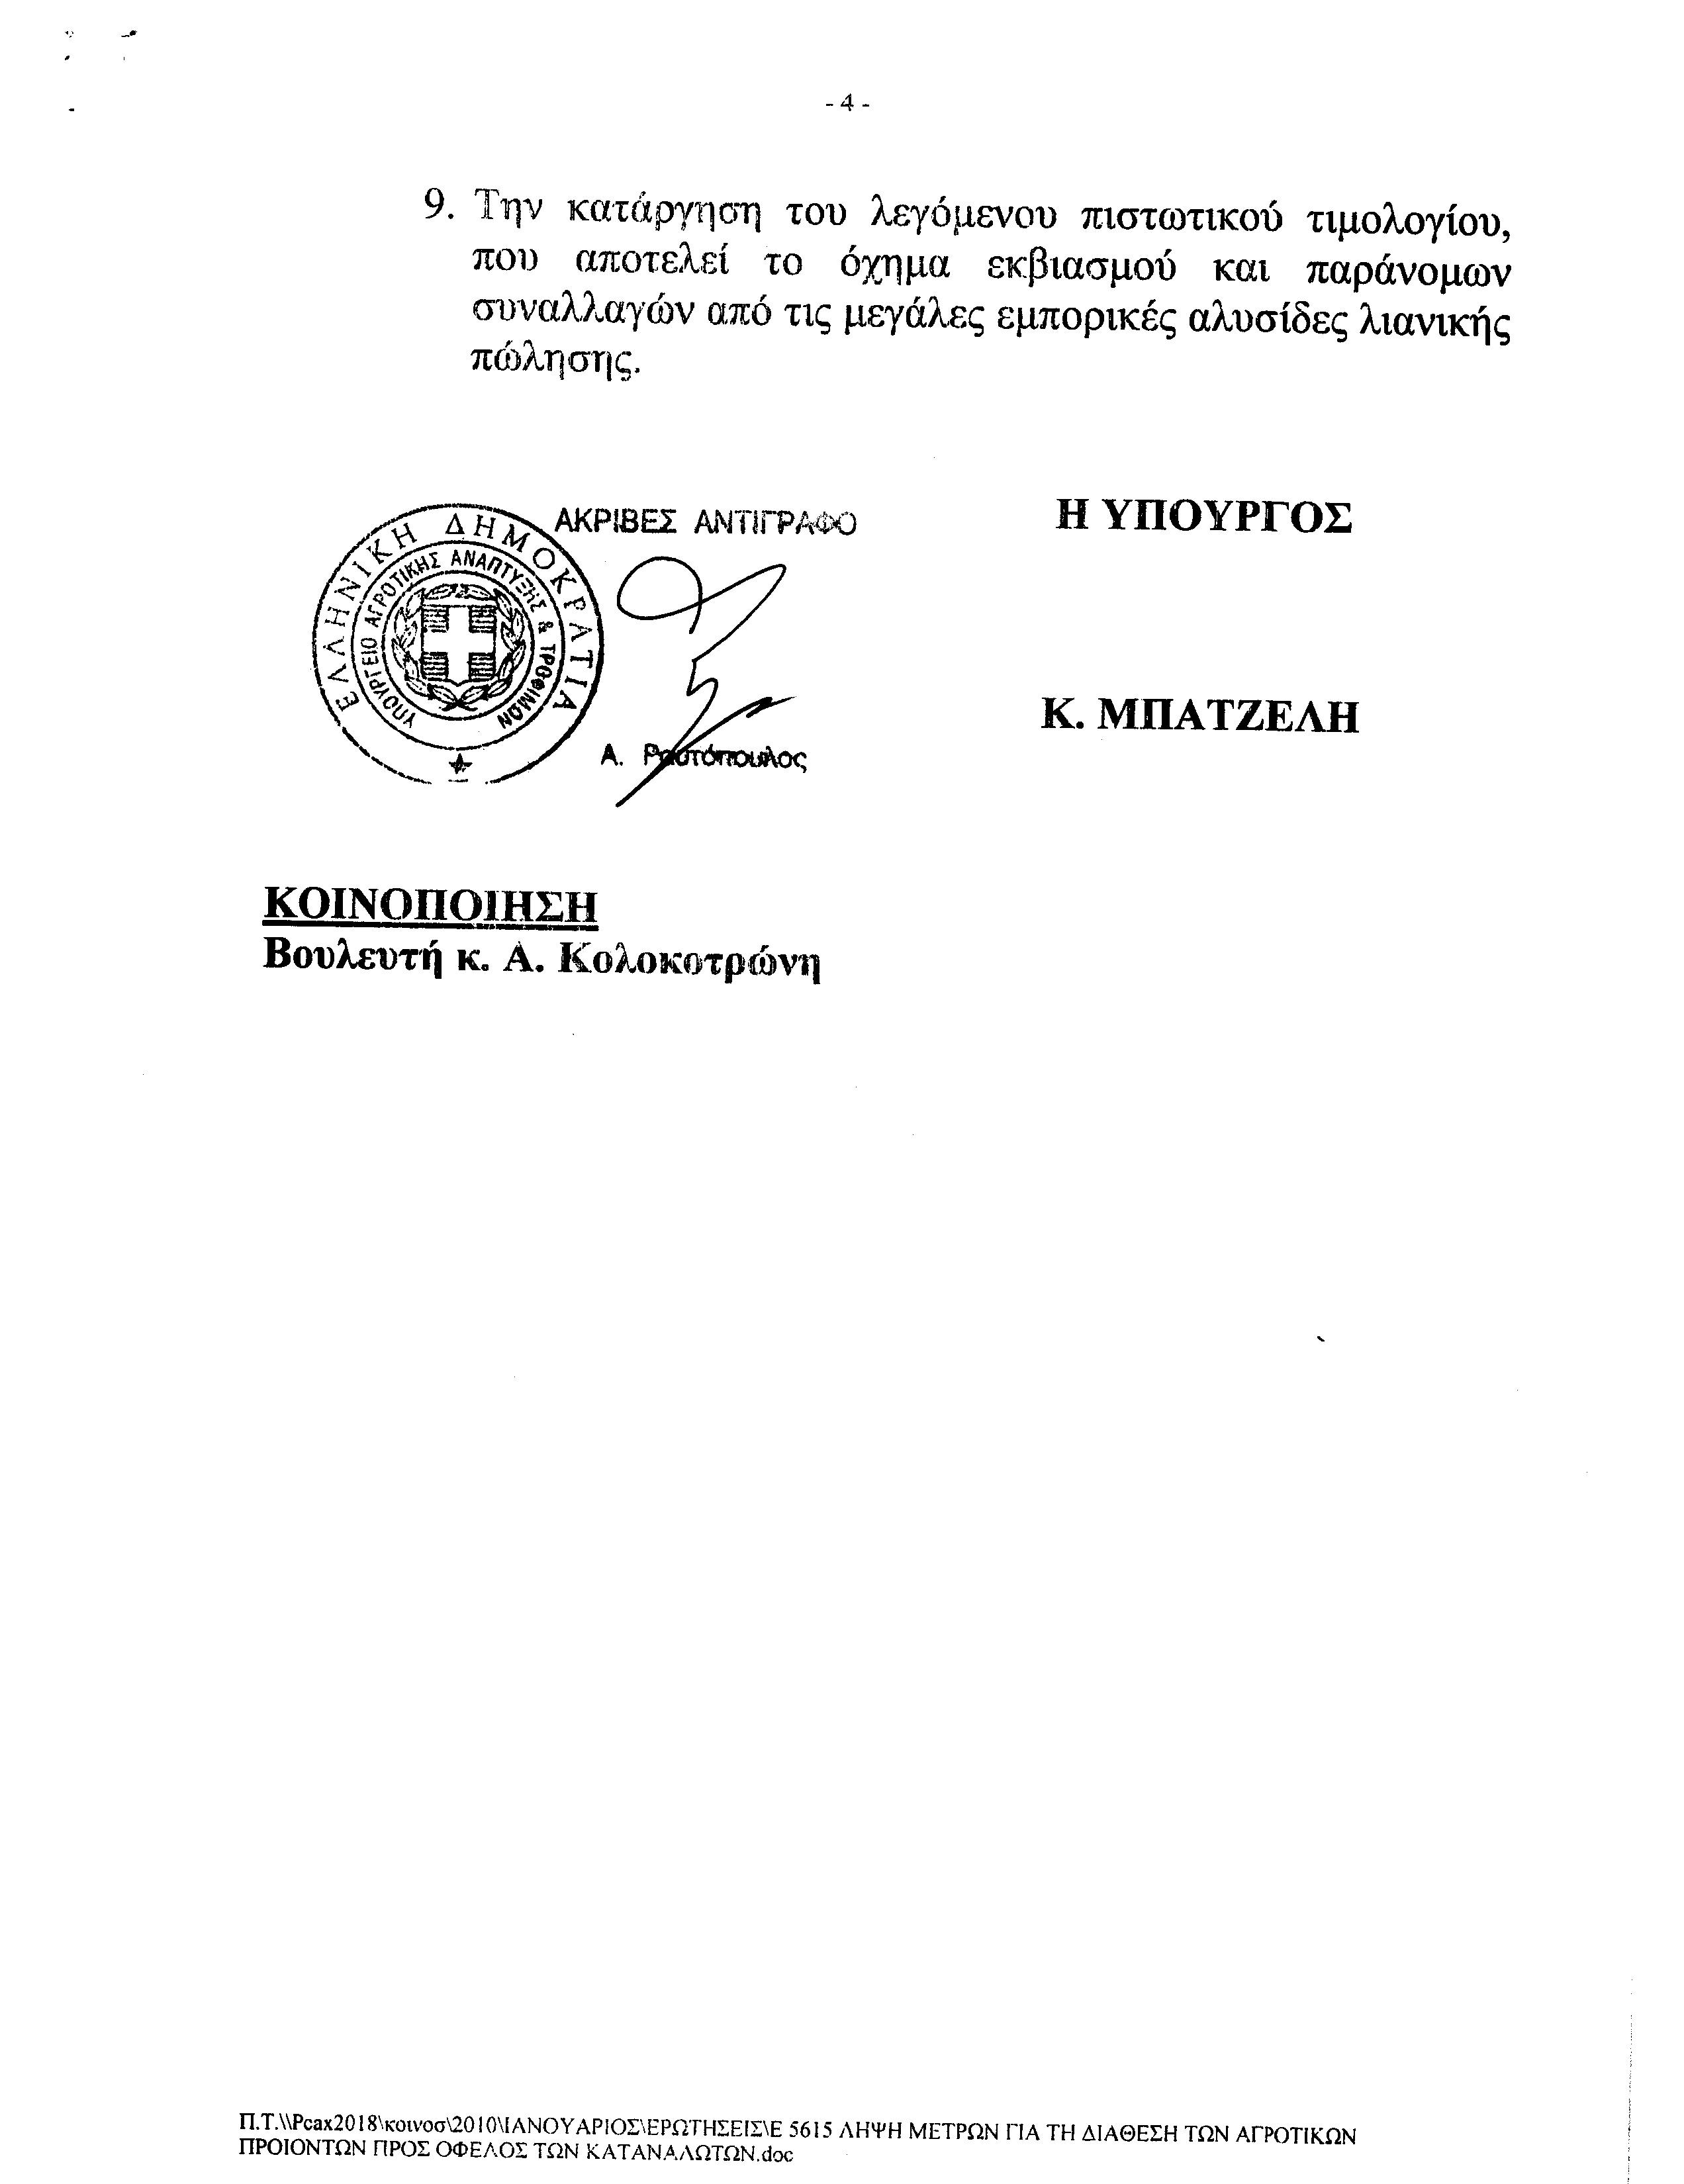 - 4 -
9. Την κατάργηση του λεγόμενου πιστωτικού τιμολογίου,
που αποτελεί το όχημα εκβιασμού και παράνομων
συναλλαγών από τις μεγάλες εμπορικές αλυσίδες λιανικής
πώλησης.
ΑΚΡΙΒΕΣ ΑΝΤΙΓΡΑΦΟ
Η ΥΠΟΥΡΓΟΣ
ΕΛΛΗΝΙΚΗ ΔΗΜΟΚΡΑΤΙΑ
ΥΠΟΥΡΓΕΙΟ ΑΓΡΟΤΙΚΗΣ ΑΝΑΠΤΥΞΗΣ & ΤΡΟΦΙΜΩΝ
Κ. ΜΠΑΤΖΕΛΗ
Α.
ΚΟΙΝΟΠΟΙΗΣΗ
Βουλευτή κ. Α. Κολοκοτρώνη
Π.Τ.\\Pcax2018\κοινοσ\2010\ΙΑΝΟΥΑΡΙΟΣ\ΕΡΩΤΗΣΕΙΣ\Ε 5615 ΛΗΨΗ ΜΕΤΡΩΝ ΓΙΑ ΤΗ ΔΙΑΘΕΣΗ ΤΩΝ ΑΓΡΟΤΙΚΩΝ
ΠΡΟΙΟΝΤΩΝ ΠΡΟΣ ΟΦΕΛΟΣ ΤΩΝ ΚΑΤΑΝΑΛΩΤΩΝ.doc